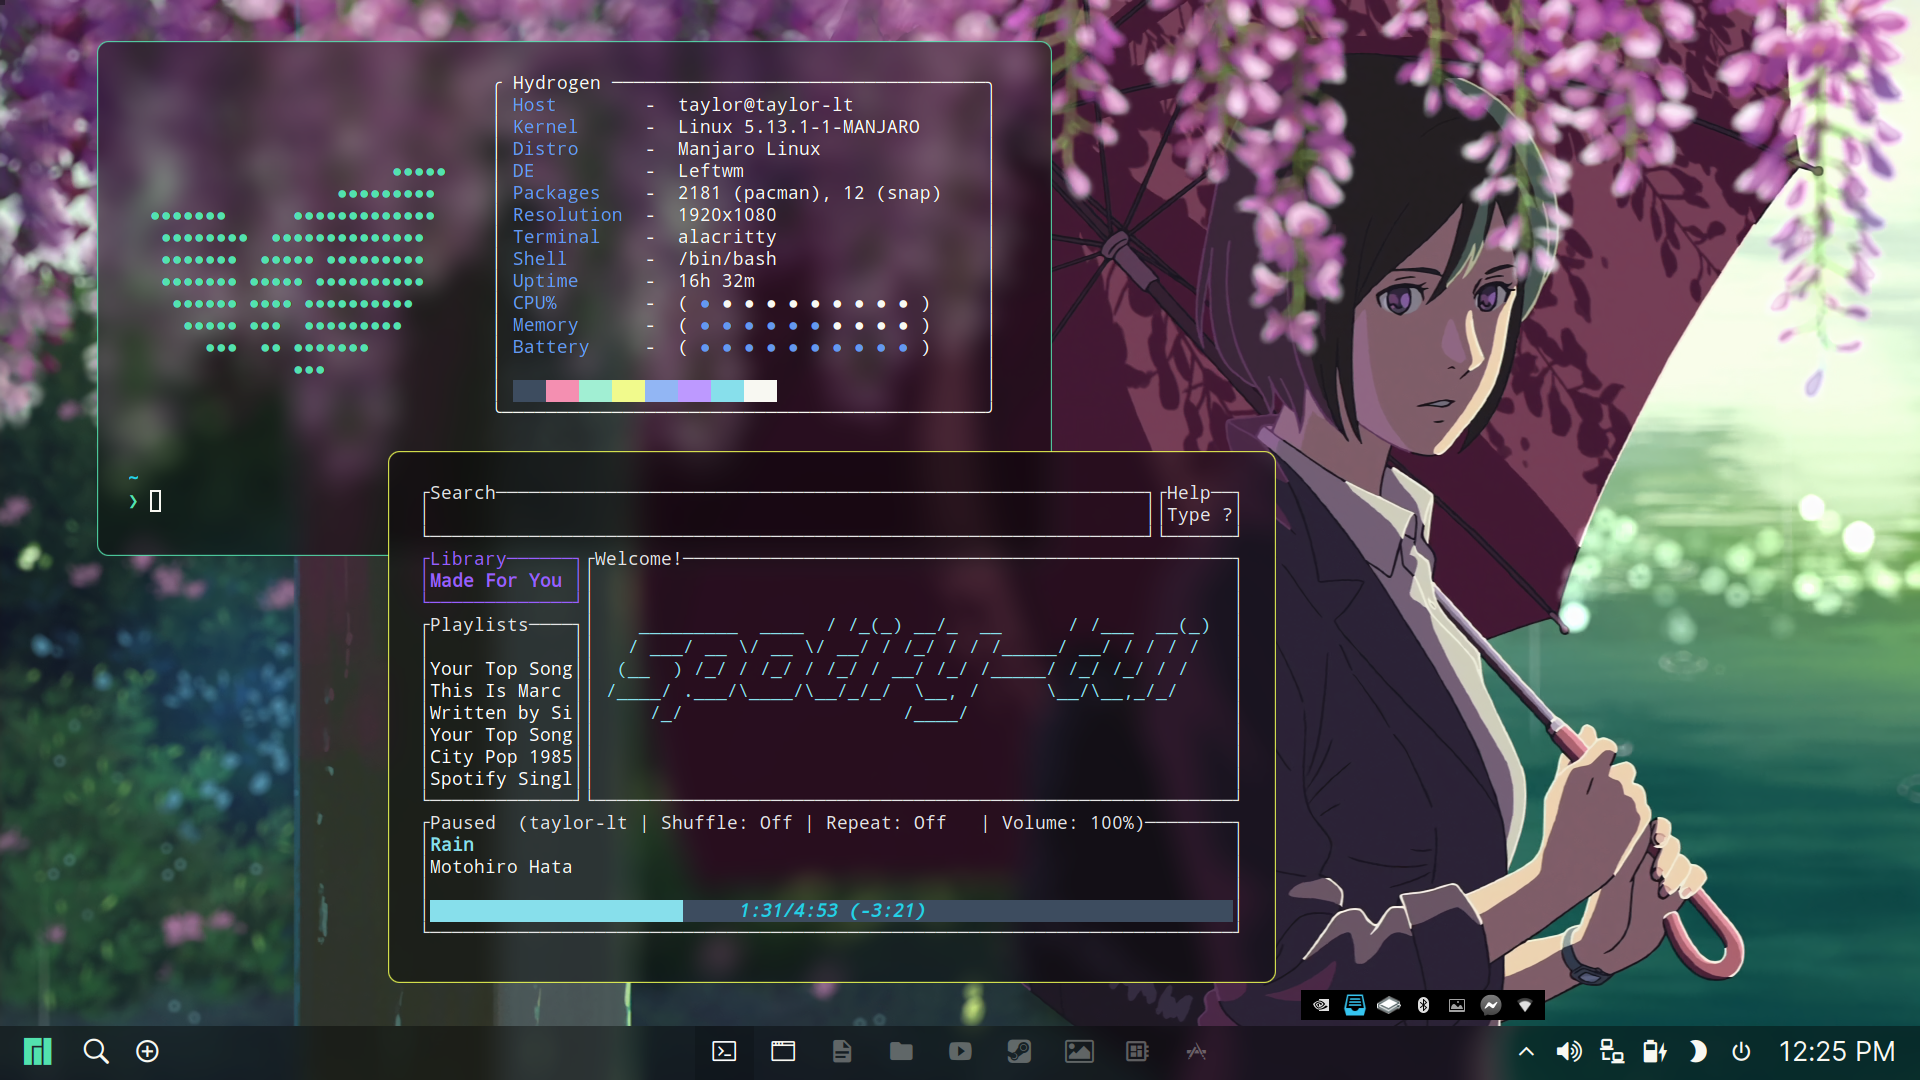 Hydrogen
Host - taylor@taylor-lt
Kernel - Linux 5.13.1-1-MANJARO
Distro - Manjaro Linux
DE - Leftwm
Packages - 2181 (pacman), 12 (snap)
Resolution - 1920x1080
Terminal - alacritty
Shell - /bin/bash
Uptime - 16h 32m
CPU% - ( ● ● ● ● ● ● ● ● ● ● )
Memory - ( ● ● ● ● ● ● ● ● ● ● )
Battery - ( ● ● ● ● ● ● ● ● ● ● )
~
❯
Search
Help
Type ?
Library
Made For You
Welcome!
spotify-tui
Playlists
Your Top Song
This Is Marc
Written by Si
Your Top Song
City Pop 1985
Spotify Singl
Paused (taylor-lt | Shuffle: Off | Repeat: Off | Volume: 100%)
Rain
Motohiro Hata
1:31/4:53 (-3:21)
12:25 PM